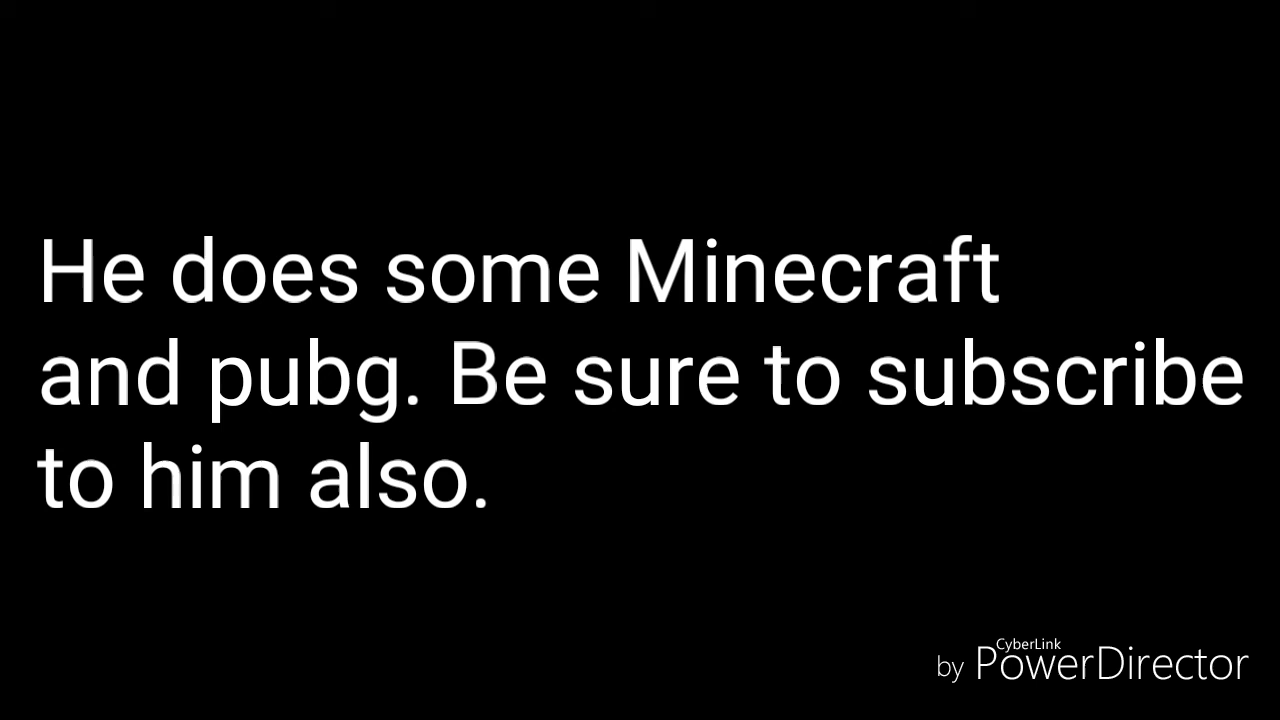 He does some Minecraft
and pubg. Be sure to subscribe
to him also.
CyberLink
by PowerDirector